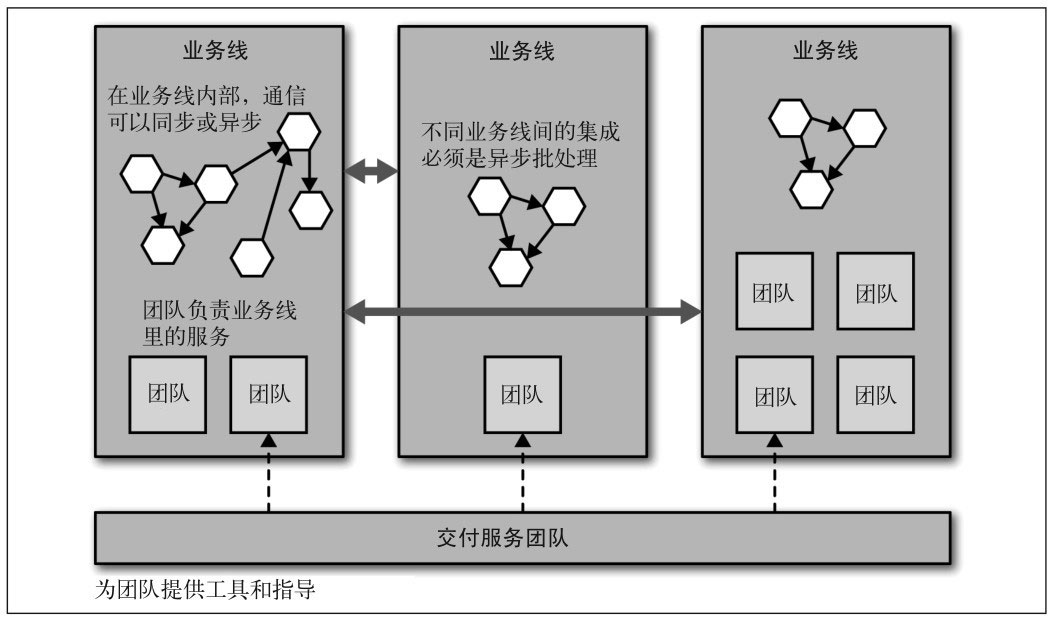 业务线
在业务线内部，通信
可以同步或异步
团队负责业务线
里的服务
团队
团队
业务线
不同业务线间的集成
必须是异步批处理
团队
业务线
团队
团队
团队
团队
交付服务团队
为团队提供工具和指导